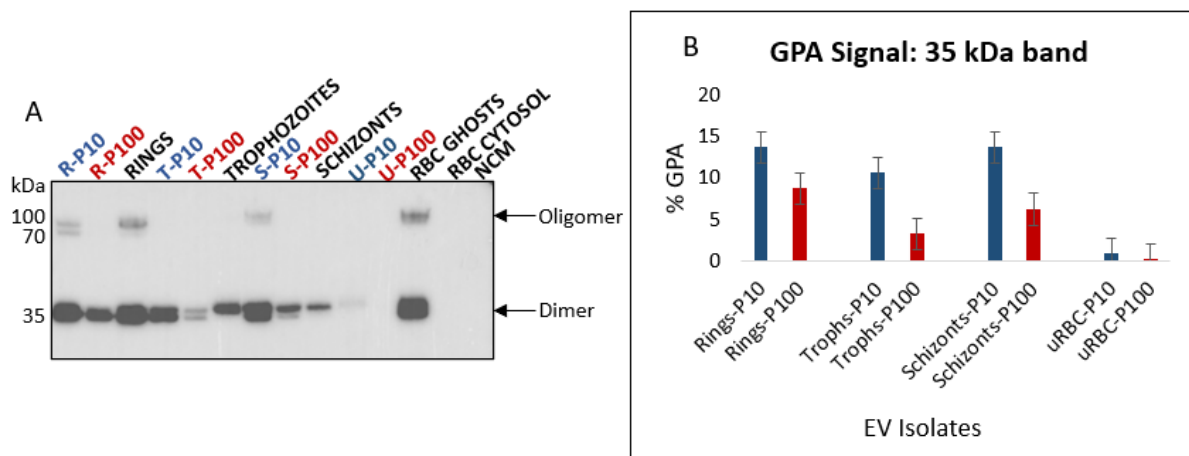 A
R-P10
R-P100
RINGS
T-P10
T-P100
TROPHOZOITES
S-P10
S-P100
SCHIZONTS
U-P10
U-P100
RBC GHOSTS
RBC CYTOSOL
NCM
kDa
100
70
35
Oligomer
Dimer
B
GPA Signal: 35 kDa band
% GPA
20
15
10
5
0
Rings-P10
Rings-P100
Trophs-P10
Trophs-P100
Schizonts-P10
Schizonts-P100
uRBC-P10
uRBC-P100
EV Isolates